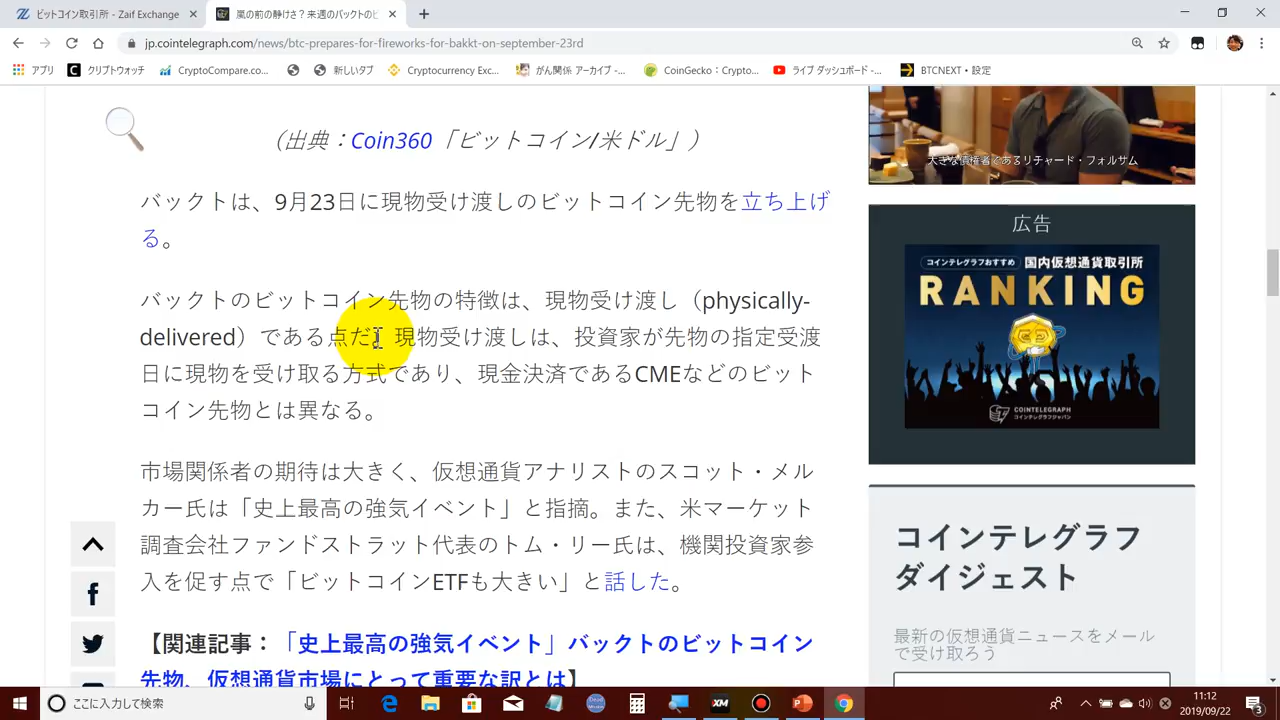 ビットコイン取引所 - Zaif Exchange
嵐の前の静けさ？来週のバックトのビ
jp.cointelegraph.com/news/btc-prepares-for-fireworks-for-bakkt-on-september-23rd
アプリ
クリプトウォッチ
CryptoCompare.co...
新しいタブ
Cryptocurrency Exc...
がん関係 アーカイブ -...
CoinGecko：Crypto...
ライブ ダッシュボード -...
BTCNEXT・設定
（出典：Coin360「ビットコイン/米ドル」）
バックトは、9月23日に現物受け渡しのビットコイン先物を立ち上げ
る。
バックトのビットコイン先物の特徴は、現物受け渡し（physically-
delivered）である点だ。現物受け渡しは、投資家が先物の指定受渡
日に現物を受け取る方式であり、現金決済であるCMEなどのビット
コイン先物とは異なる。
市場関係者の期待は大きく、仮想通貨アナリストのスコット・メル
カー氏は「史上最高の強気イベント」と指摘。また、米マーケット
調査会社ファンドストラット代表のトム・リー氏は、機関投資家参
入を促す点で「ビットコインETFも大きい」と話した。
【関連記事：「史上最高の強気イベント」バックトのビットコイン
先物、仮想通貨市場にとって重要な訳とは】
大きな債権者であるリチャード・フォルサム
広告
コインテレグラフおすすめ 国内仮想通貨取引所
RANKING
COINTELEGRAPH
コインテレグラフジャパン
コインテレグラフ
ダイジェスト
最新の仮想通貨ニュースをメール
で受け取ろう
ここに入力して検索
XM
11:12
2019/09/22
3